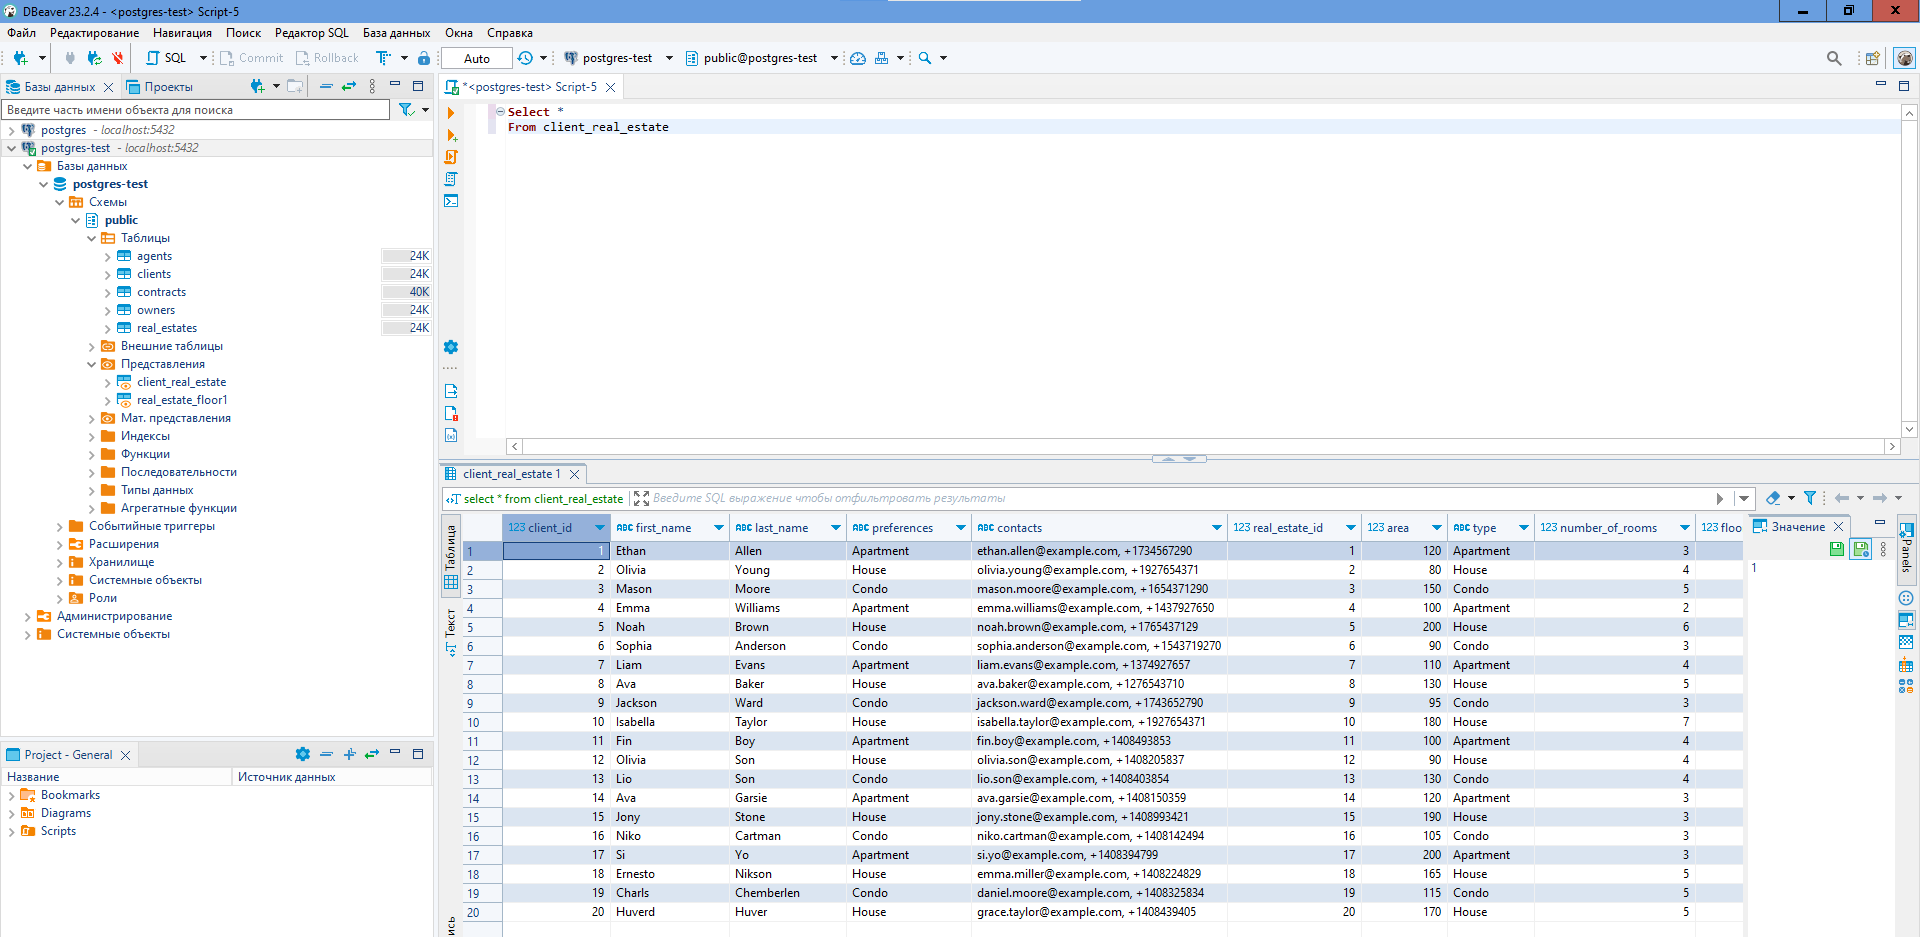 DBeaver 23.2.4 - <postgres-test> Script-5
Файл Редактирование Навигация Поиск Редактор SQL База данных Окна Справка
SQL Commit Rollback Auto postgres-test public@postgres-test
Базы данных Проекты
Введите часть имени объекта для поиска
postgres - localhost:5432
postgres-test - localhost:5432
Базы данных
postgres-test
Схемы
public
Таблицы
agents 24K
clients 24K
contracts 40K
owners 24K
real_estates 24K
Внешние таблицы
Представления
client_real_estate
real_estate_floor1
Мат. представления
Индексы
Функции
Последовательности
Типы данных
Агрегатные функции
Событийные триггеры
Расширения
Хранилище
Системные объекты
Роли
Администрирование
Системные объекты
Project - General
Название Источник данных
Bookmarks
Diagrams
Scripts
*<postgres-test> Script-5
Select *
From client_real_estate
client_real_estate 1
select * from client_real_estate Введите SQL выражение чтобы отфильтровать результаты
Таблица
Текст
123 client_id ABC first_name ABC last_name ABC preferences ABC contacts 123 real_estate_id 123 area ABC type 123 number_of_rooms 123 floo
1 1 Ethan Allen Apartment ethan.allen@example.com, +1734567290 1 120 Apartment 3
2 2 Olivia Young House olivia.young@example.com, +1927654371 2 80 House 4
3 3 Mason Moore Condo mason.moore@example.com, +1654371290 3 150 Condo 5
4 4 Emma Williams Apartment emma.williams@example.com, +1437927650 4 100 Apartment 2
5 5 Noah Brown House noah.brown@example.com, +1765437129 5 200 House 6
6 6 Sophia Anderson Condo sophia.anderson@example.com, +1543719270 6 90 Condo 3
7 7 Liam Evans Apartment liam.evans@example.com, +1374927657 7 110 Apartment 4
8 8 Ava Baker House ava.baker@example.com, +1276543710 8 130 House 5
9 9 Jackson Ward Condo jackson.ward@example.com, +1743652790 9 95 Condo 3
10 10 Isabella Taylor House isabella.taylor@example.com, +1927654371 10 180 House 7
11 11 Fin Boy Apartment fin.boy@example.com, +1408493853 11 100 Apartment 4
12 12 Olivia Son House olivia.son@example.com, +1408205837 12 90 House 4
13 13 Lio Son Condo lio.son@example.com, +1408403854 13 130 Condo 4
14 14 Ava Garsie Apartment ava.garsie@example.com, +1408150359 14 120 Apartment 3
15 15 Jony Stone House jony.stone@example.com, +1408993421 15 190 House 3
16 16 Niko Cartman Condo niko.cartman@example.com, +1408142494 16 105 Condo 3
17 17 Si Yo Apartment si.yo@example.com, +1408394799 17 200 Apartment 3
18 18 Ernesto Nikson House emma.miller@example.com, +1408224829 18 165 House 5
19 19 Charls Chemberlen Condo daniel.moore@example.com, +1408325834 19 115 Condo 5
20 20 Huverd Huver House grace.taylor@example.com, +1408439405 20 170 House 5
Значение
1
Panels